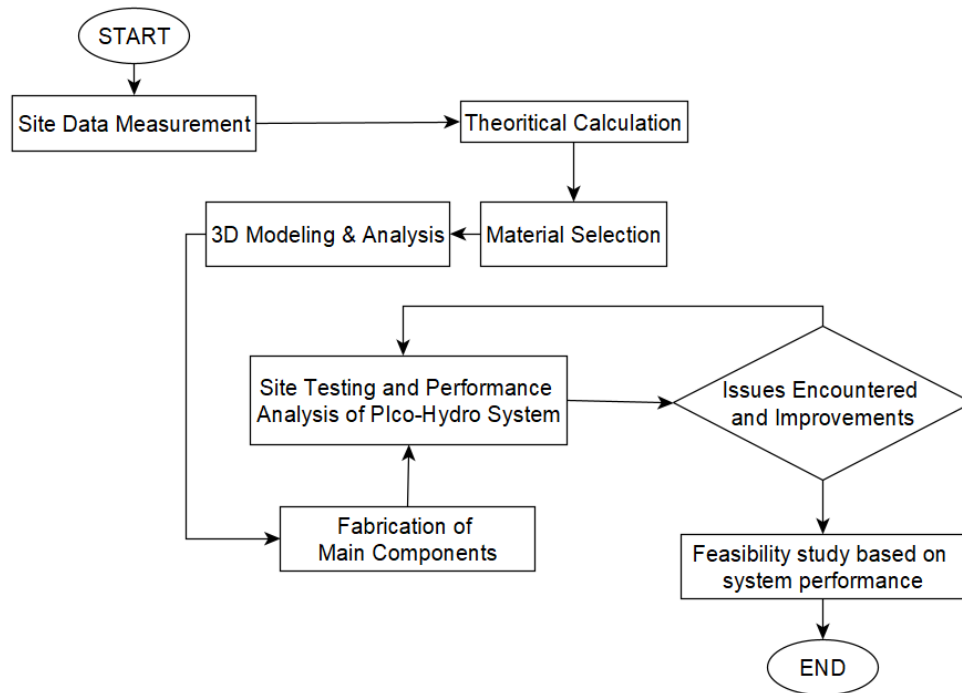 START
Site Data Measurement
Theoritical Calculation
Material Selection
3D Modeling & Analysis
Fabrication of
Main Components
Site Testing and Performance
Analysis of PIco-Hydro System
Issues Encountered
and Improvements
Feasibility study based on
system performance
END